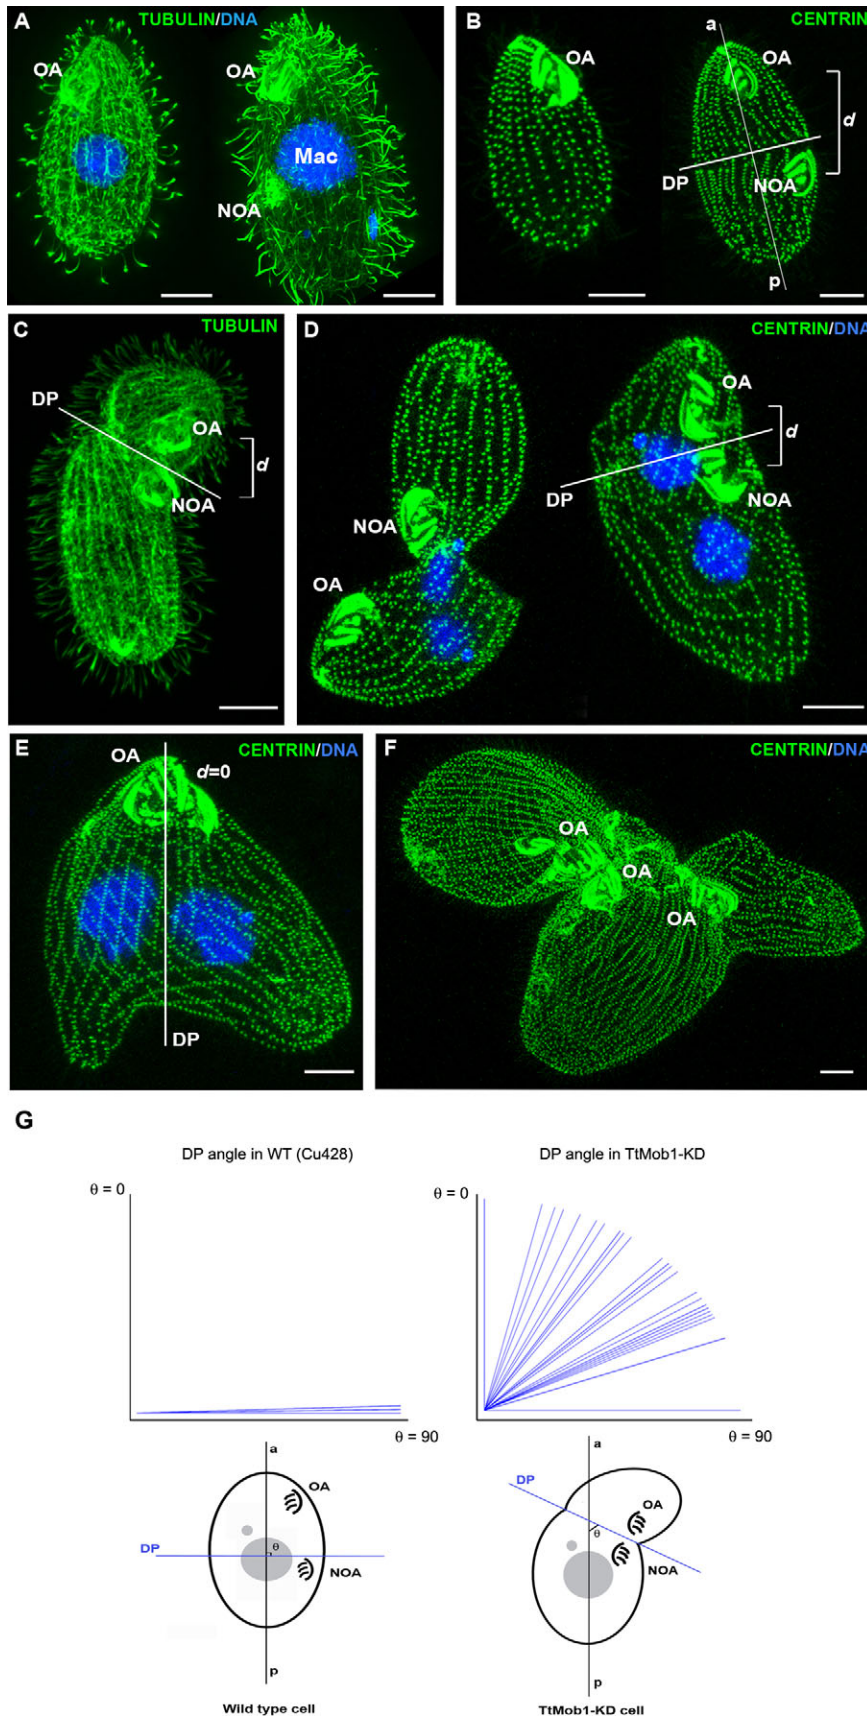 A
TUBULIN/DNA
OA
OA
Mac
NOA
B
CENTRIN
a
OA
OA
d
DP
NOA
p
C
TUBULIN
DP
OA
d
NOA
D
CENTRIN/DNA
OA
d
NOA
DP
NOA
OA
E
CENTRIN/DNA
OA
d=0
DP
F
CENTRIN/DNA
OA
OA
OA
G
DP angle in WT (Cu428)
θ = 0
θ = 90
DP angle in TtMob1-KD
θ = 0
θ = 90
a
OA
DP
θ
NOA
p
Wild type cell
a
DP
OA
θ
NOA
p
TtMob1-KD cell